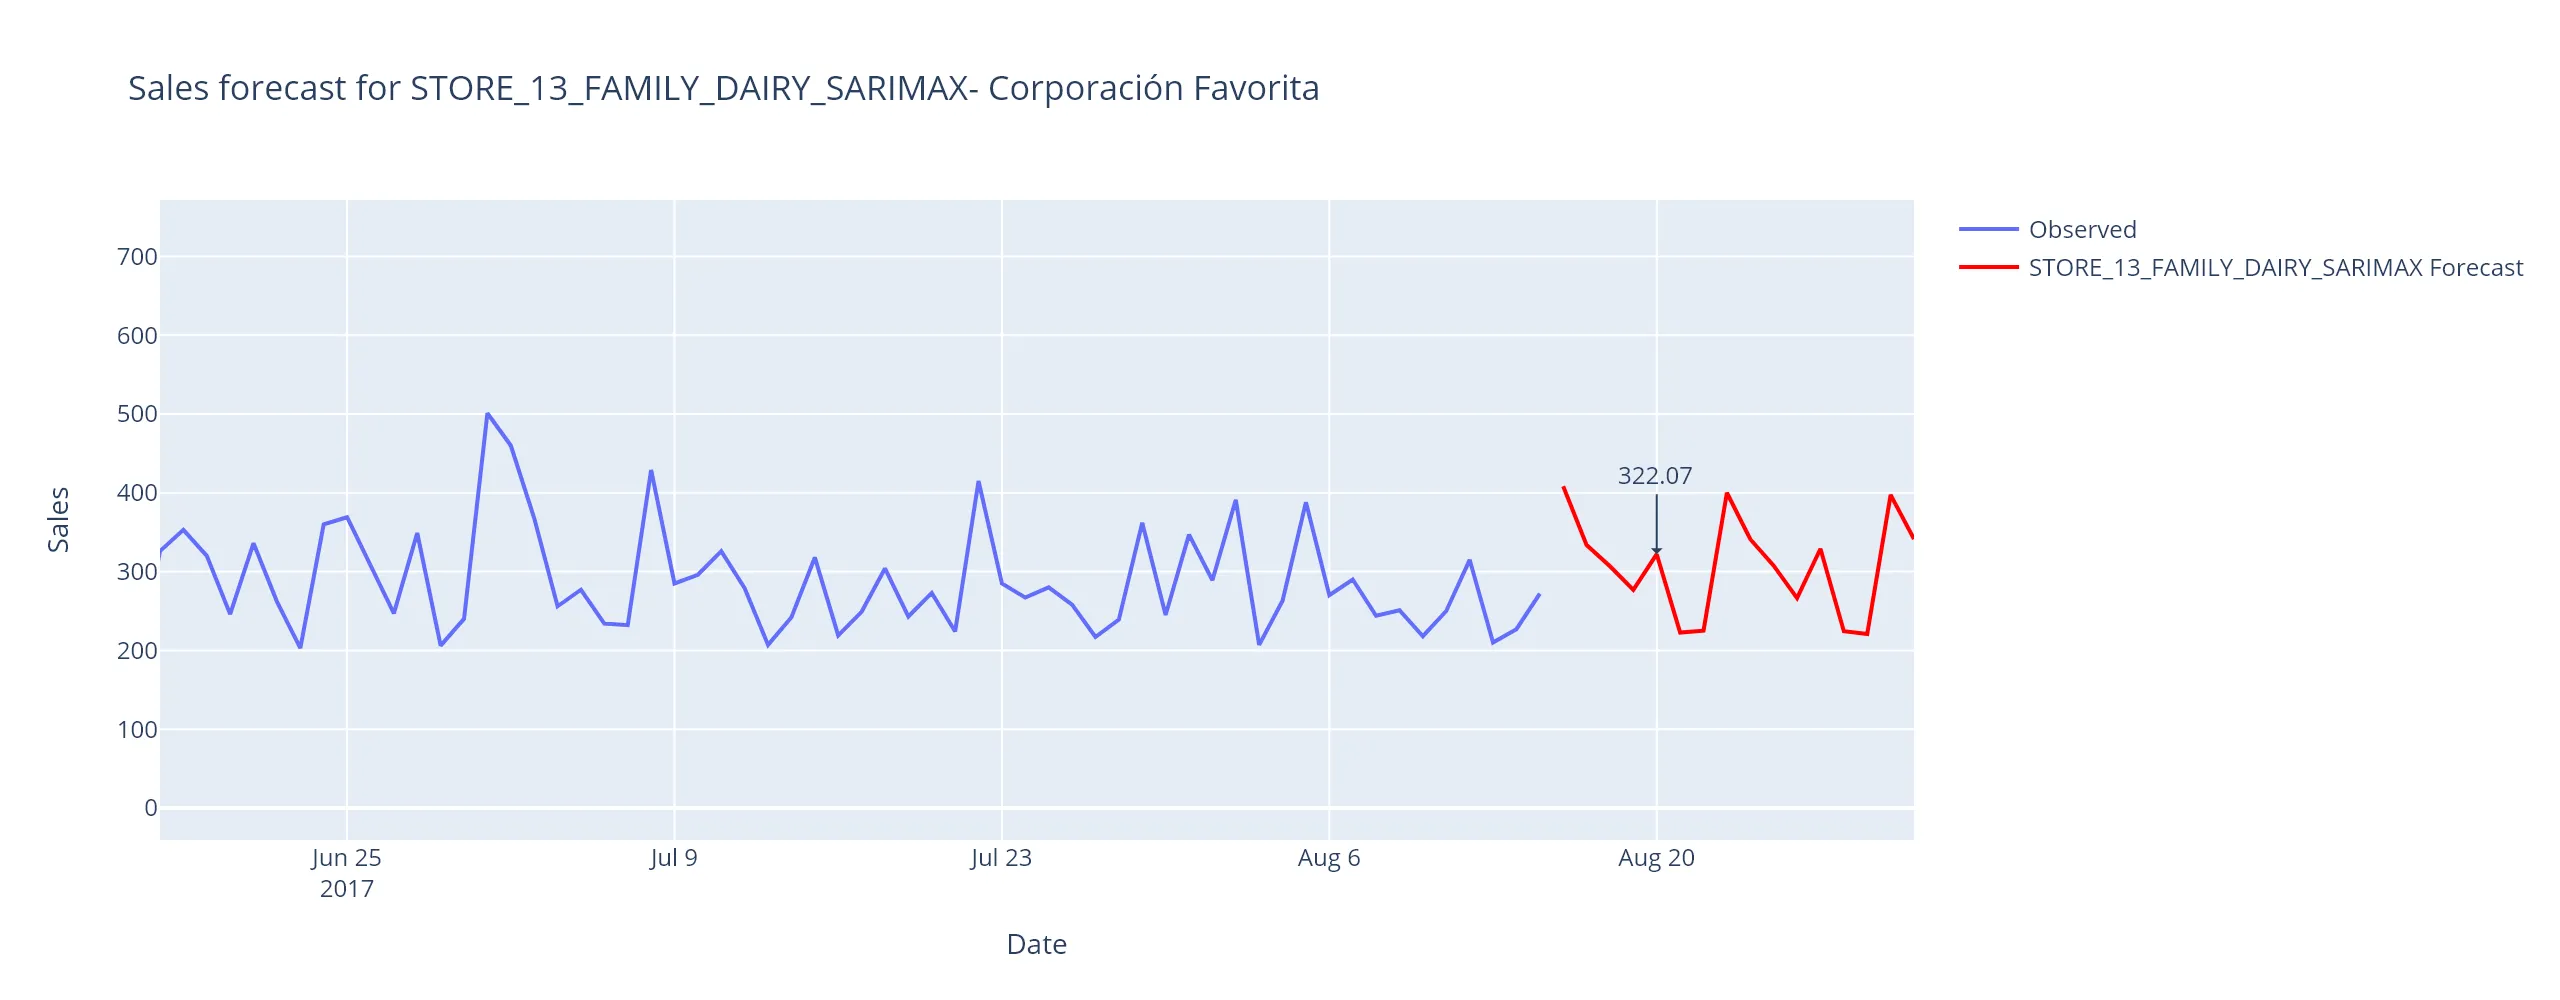 Sales forecast for STORE_13_FAMILY_DAIRY_SARIMAX- Corporación Favorita
Observed
STORE_13_FAMILY_DAIRY_SARIMAX Forecast
Sales
700
600
500
400
300
200
100
0
322.07
Jun 25
2017
Jul 9
Jul 23
Aug 6
Aug 20
Date